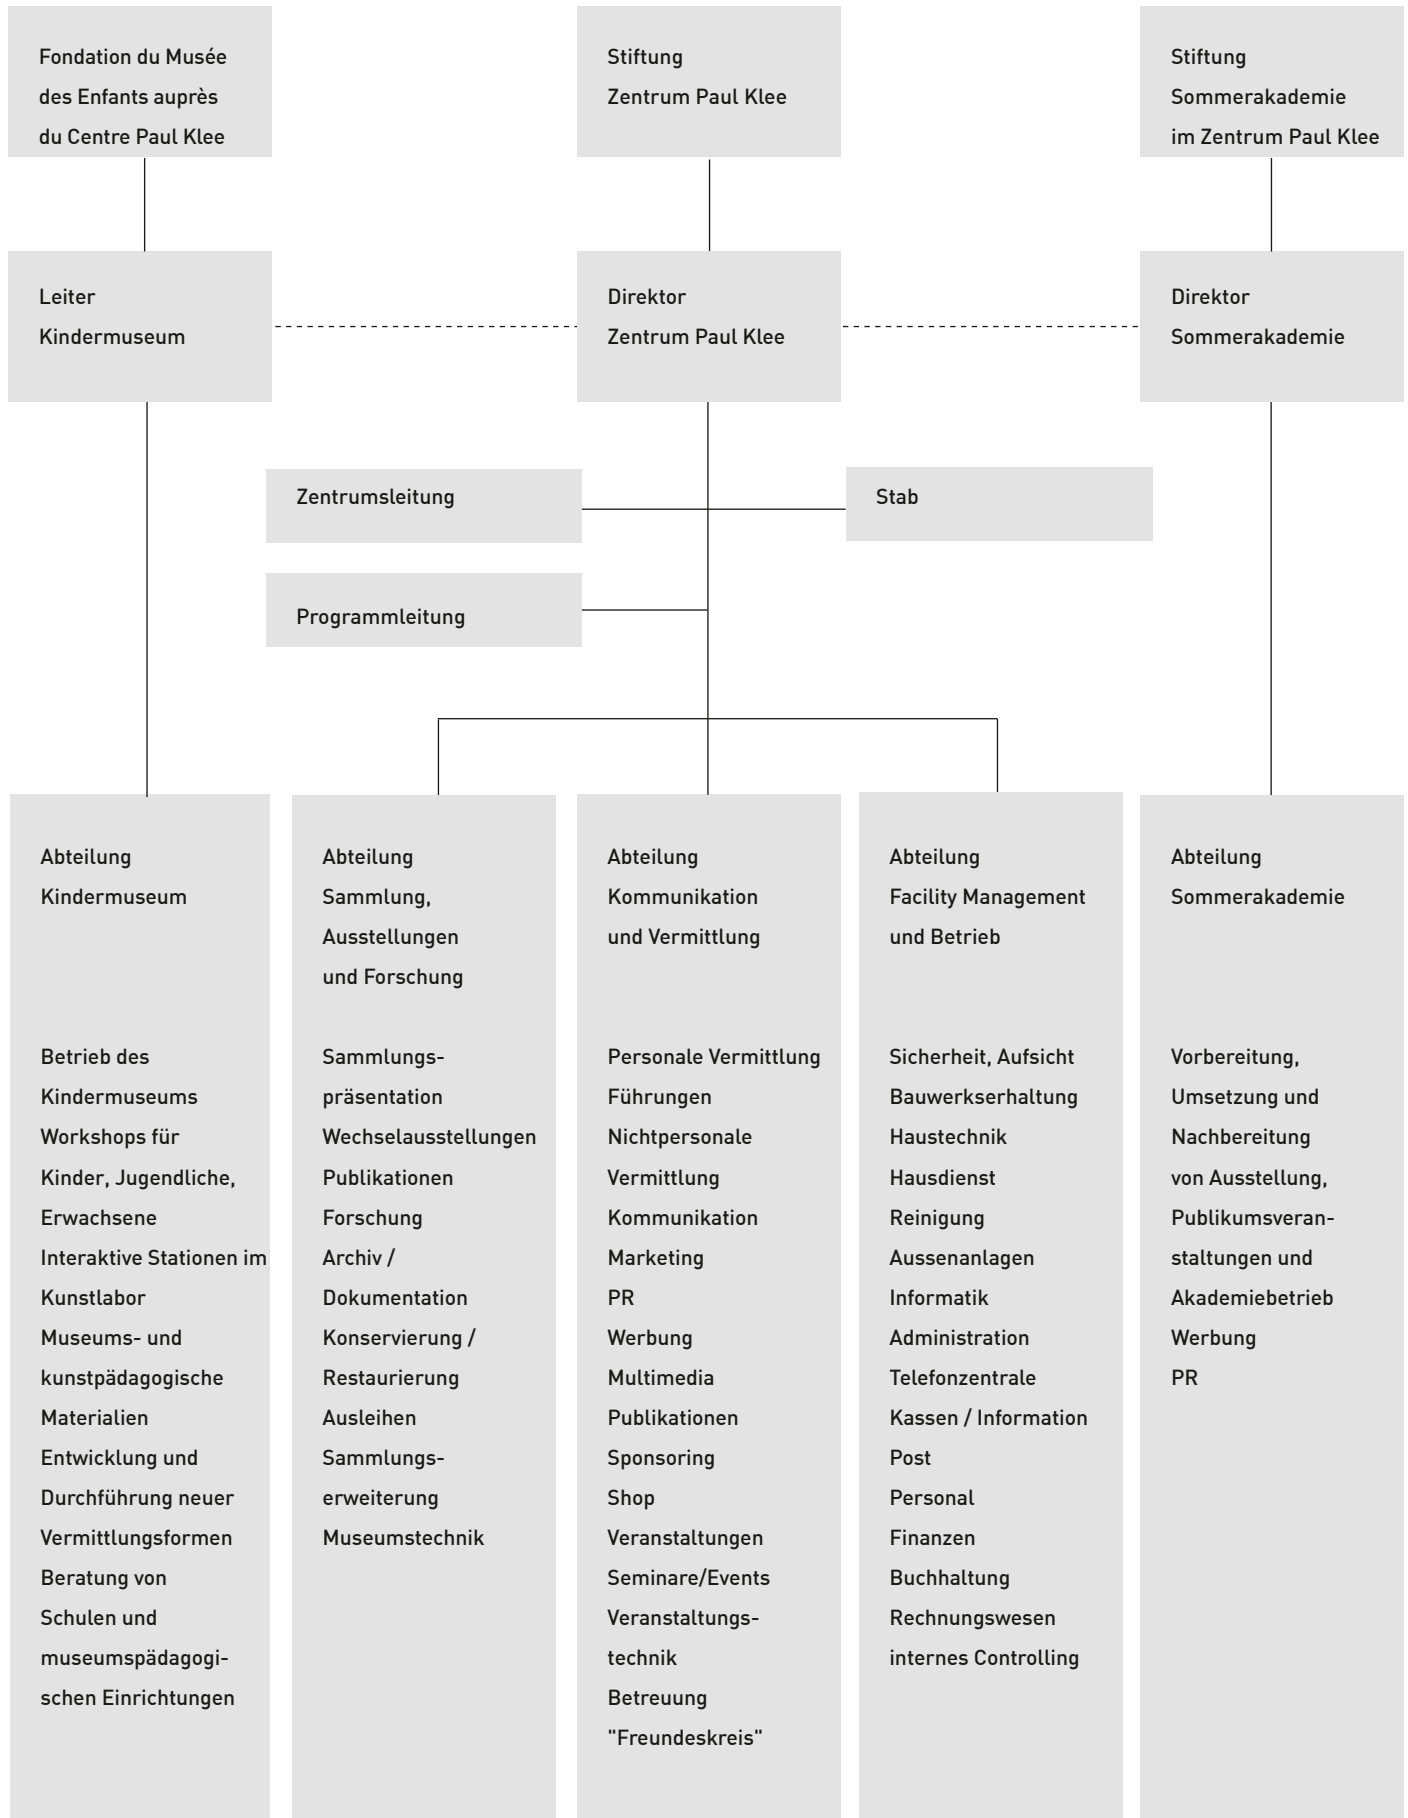 Fondation du Musée
des Enfants auprès
du Centre Paul Klee
Stiftung
Zentrum Paul Klee
Stiftung
Sommerakademie
im Zentrum Paul Klee
Leiter
Kindermuseum
Direktor
Zentrum Paul Klee
Direktor
Sommerakademie
Zentrumsleitung
Stab
Programmleitung
Abteilung
Kindermuseum
Betrieb des
Kindermuseums
Workshops für
Kinder, Jugendliche,
Erwachsene
Interaktive Stationen im
Kunstlabor
Museums- und
kunstpädagogische
Materialien
Entwicklung und
Durchführung neuer
Vermittlungsformen
Beratung von
Schulen und
museumspädagogi-
schen Einrichtungen
Abteilung
Sammlung,
Ausstellungen
und Forschung
Sammlungs-
präsentation
Wechselausstellungen
Publikationen
Forschung
Archiv /
Dokumentation
Konservierung /
Restaurierung
Ausleihen
Sammlungs-
erweiterung
Museumstechnik
Abteilung
Kommunikation
und Vermittlung
Personale Vermittlung
Führungen
Nichtpersonale
Vermittlung
Kommunikation
Marketing
PR
Werbung
Multimedia
Publikationen
Sponsoring
Shop
Veranstaltungen
Seminare/Events
Veranstaltungs-
technik
Betreuung
"Freundeskreis"
Abteilung
Facility Management
und Betrieb
Sicherheit, Aufsicht
Bauwerkserhaltung
Haustechnik
Hausdienst
Reinigung
Aussenanlagen
Informatik
Administration
Telefonzentrale
Kassen / Information
Post
Personal
Finanzen
Buchhaltung
Rechnungswesen
internes Controlling
Abteilung
Sommerakademie
Vorbereitung,
Umsetzung und
Nachbereitung
von Ausstellung,
Publikumsveran-
staltungen und
Akademiebetrieb
Werbung
PR